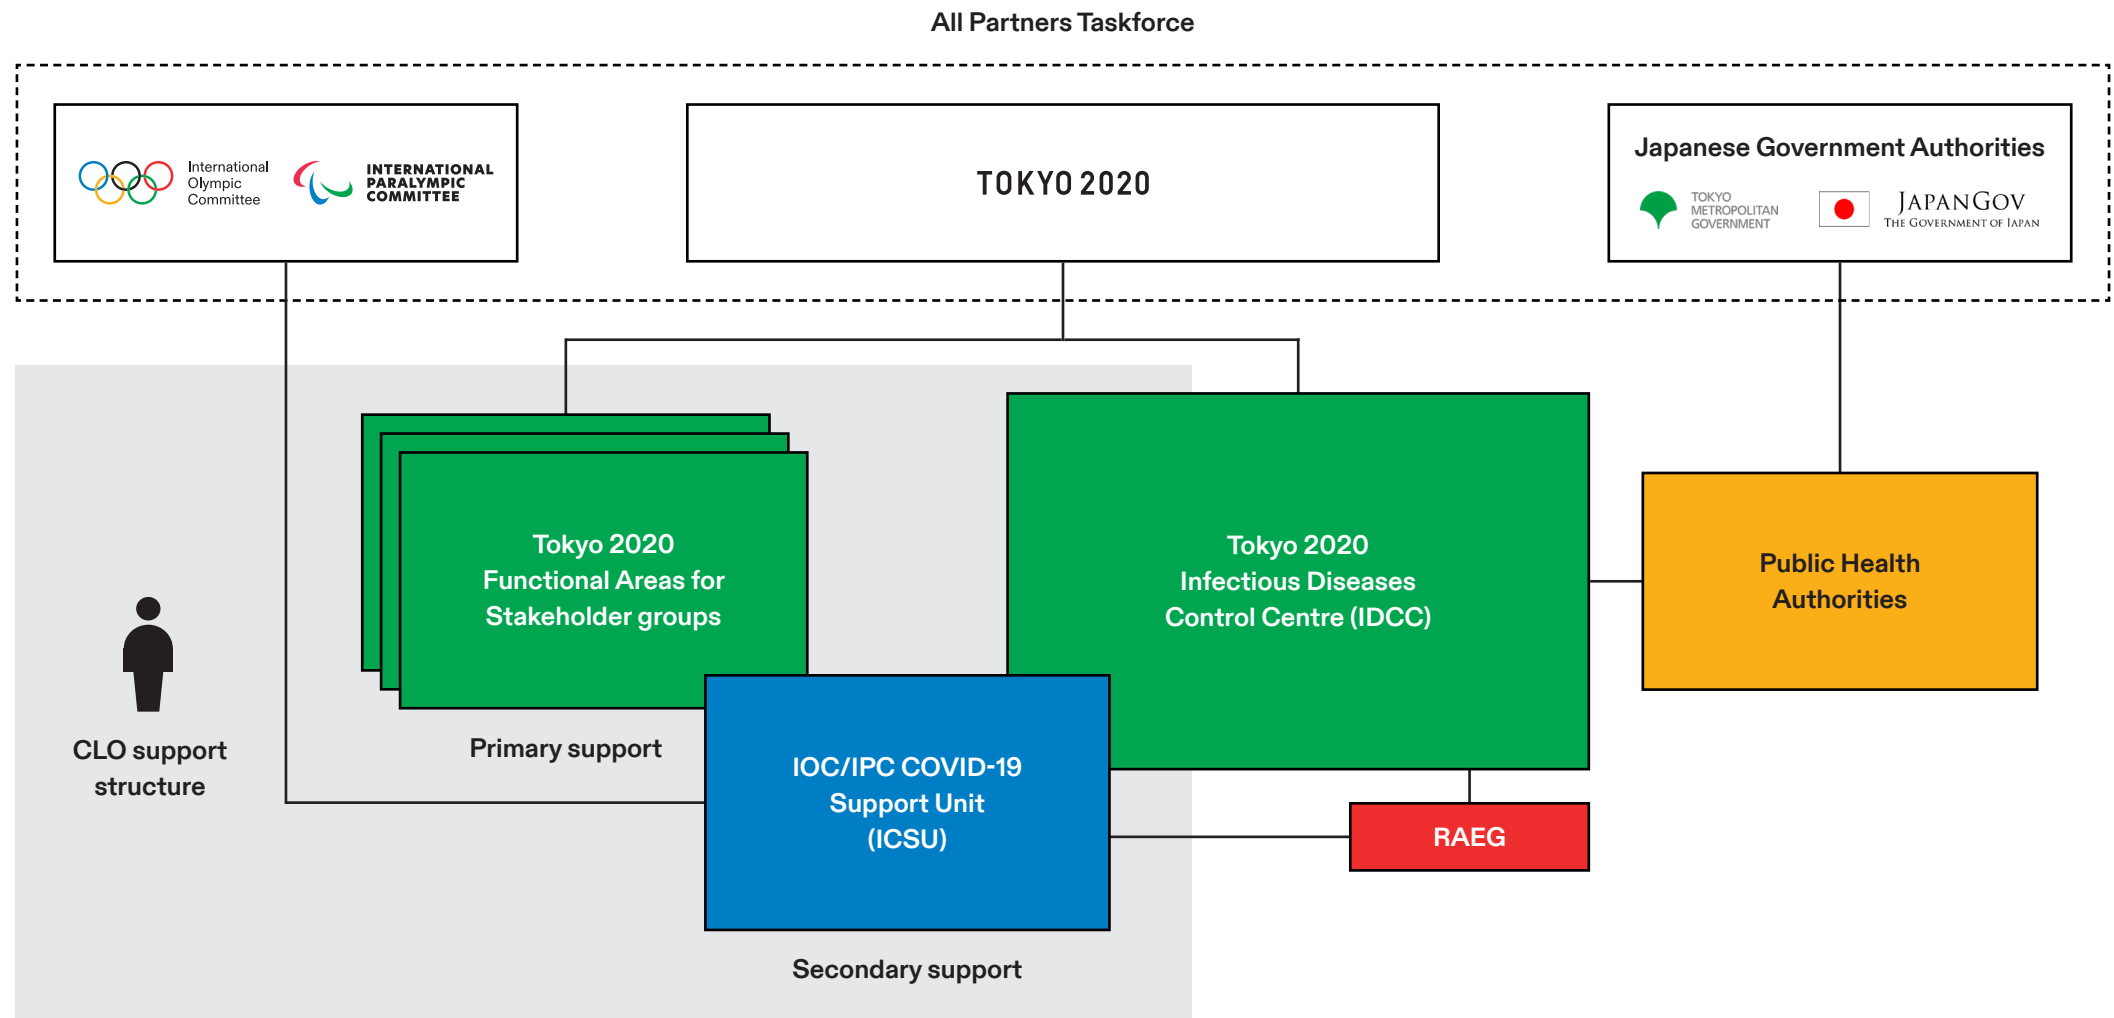 All Partners Taskforce
International
Olympic
Committee
INTERNATIONAL
PARALYMPIC
COMMITTEE
TOKYO 2020
Japanese Government Authorities
TOKYO
METROPOLITAN
GOVERNMENT
JAPANGOV
THE GOVERNMENT OF JAPAN
Tokyo 2020
Functional Areas for
Stakeholder groups
Tokyo 2020
Infectious Diseases
Control Centre (IDCC)
Public Health
Authorities
CLO support
structure
Primary support
IOC/IPC COVID-19
Support Unit
(ICSU)
RAEG
Secondary support